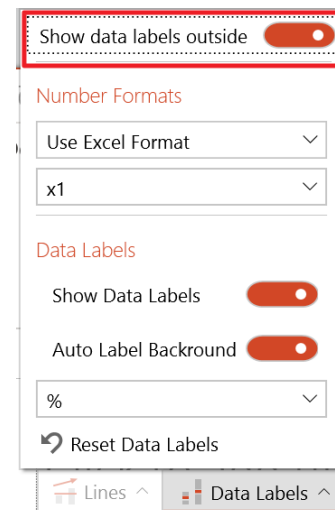 Show data labels outside
Number Formats
Use Excel Format
x1
Data Labels
Show Data Labels
Auto Label Backround
%
Reset Data Labels
Lines
Data Labels